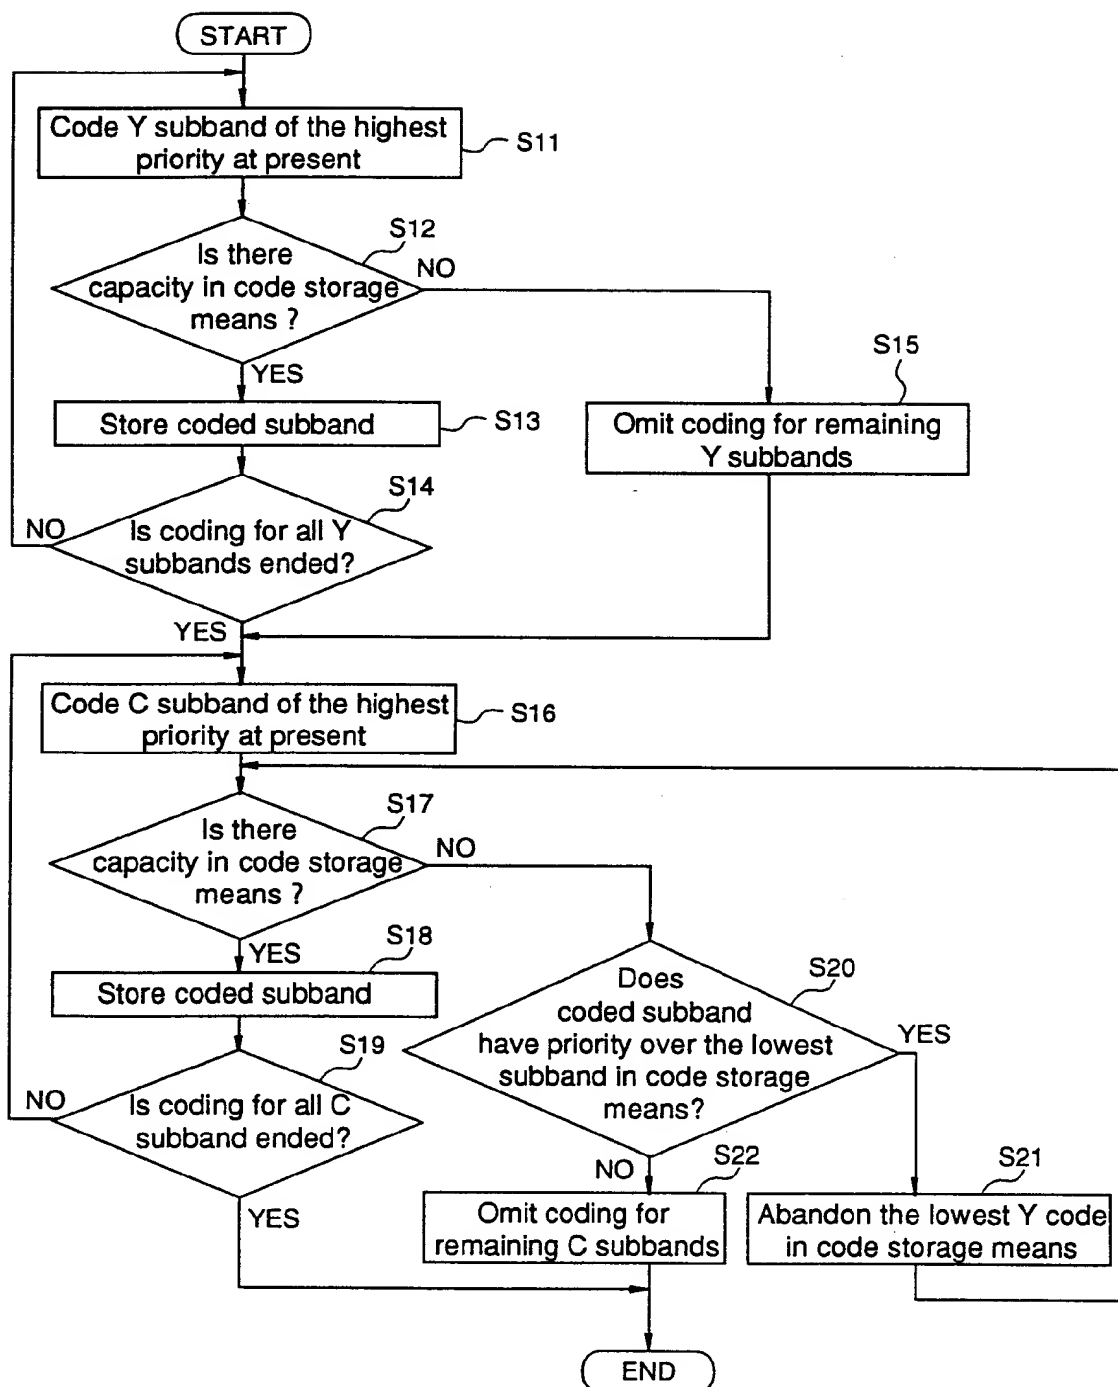 START
Code Y subband of the highest
priority at present
S11
S12
Is there
capacity in code storage
means ?
NO
YES
S15
Store coded subband
S13
Omit coding for remaining
Y subbands
S14
NO
Is coding for all Y
subbands ended?
YES
Code C subband of the highest
priority at present
S16
S17
Is there
capacity in code storage
means ?
NO
YES
S18
Store coded subband
S20
Does
coded subband
have priority over the lowest
subband in code storage
means?
YES
S19
NO
Is coding for all C
subband ended?
NO
S22
S21
YES
Omit coding for
remaining C subbands
Abandon the lowest Y code
in code storage means
END